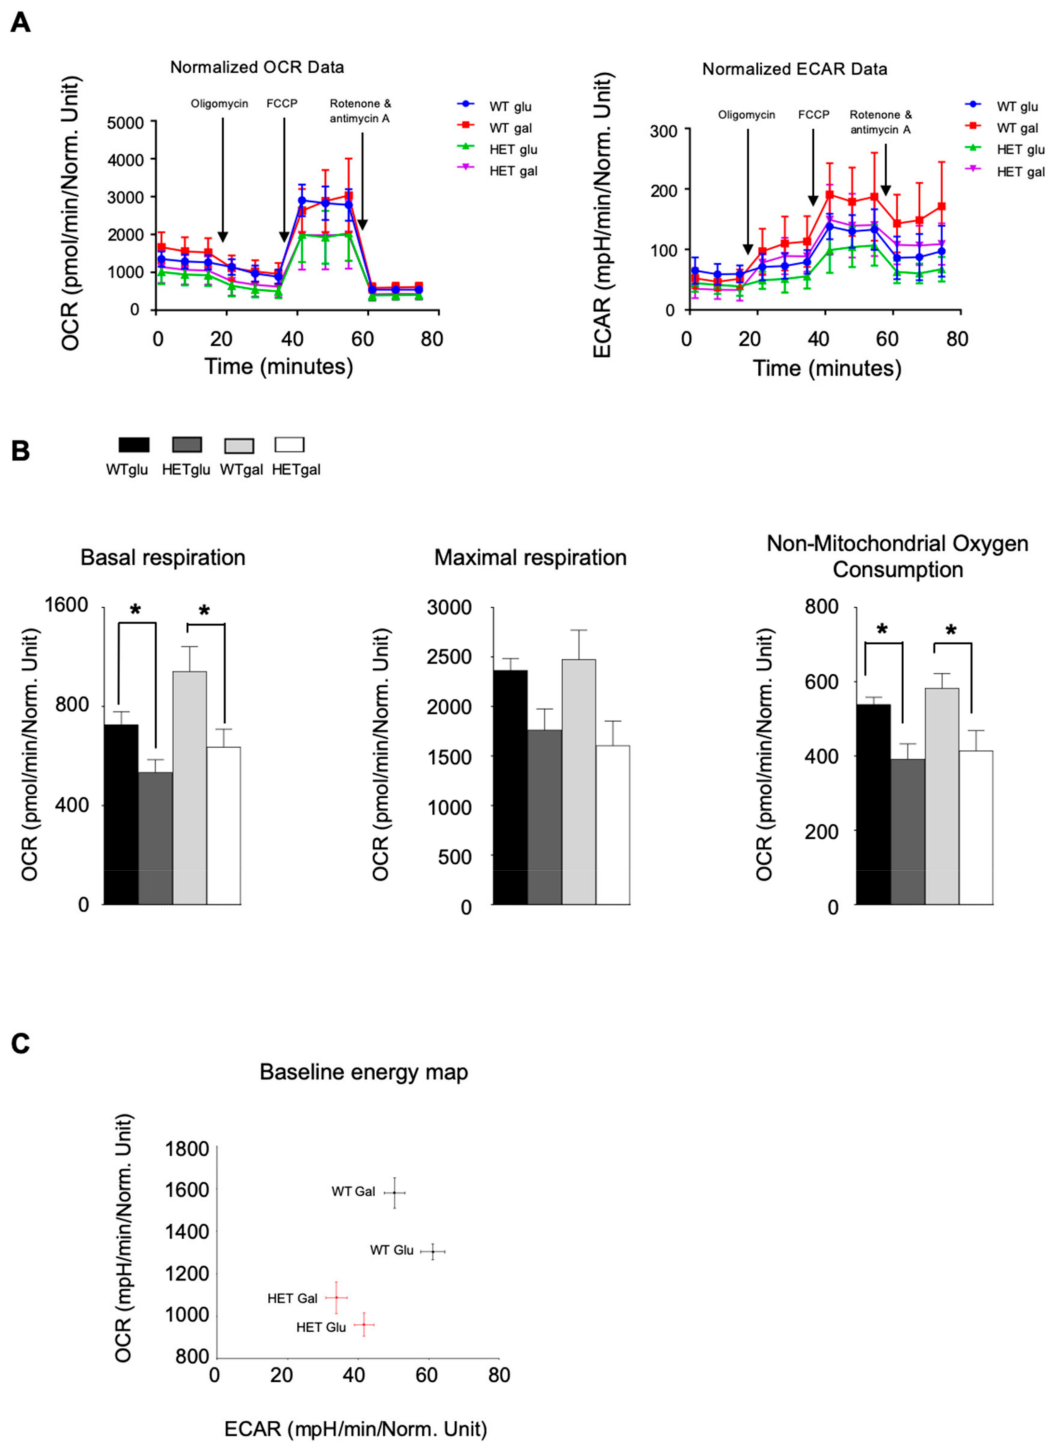 A
Normalized OCR Data
Oligomycin
FCCP
Rotenone &
antimycin A
WT glu
WT gal
HET glu
HET gal
OCR (pmol/min/Norm. Unit)
5000
4000
3000
2000
1000
0
0 20 40 60 80
Time (minutes)
Normalized ECAR Data
Oligomycin
FCCP
Rotenone &
antimycin A
WT glu
WT gal
HET glu
HET gal
ECAR (mpH/min/Norm. Unit)
300
200
100
0
0 20 40 60 80
Time (minutes)
B
WTglu HETglu WTgal HETgal
Basal respiration
OCR (pmol/min/Norm. Unit)
1600
800
400
0
* *
Maximal respiration
OCR (pmol/min/Norm. Unit)
3000
2500
2000
1500
1000
500
0
Non-Mitochondrial Oxygen
Consumption
OCR (pmol/min/Norm. Unit)
800
600
400
200
0
* *
C
Baseline energy map
OCR (mpH/min/Norm. Unit)
1800
1600
1400
1200
1000
800
WT Gal
WT Glu
HET Gal
HET Glu
0 20 40 60 80
ECAR (mpH/min/Norm. Unit)